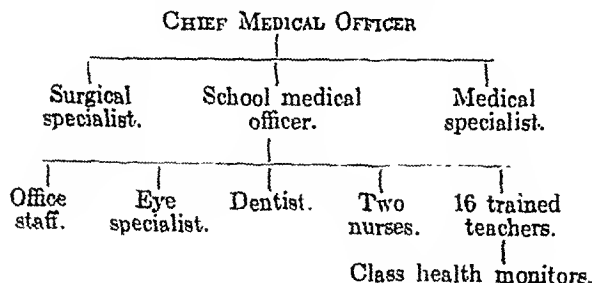 CHIEF MEDICAL OFFICER
Surgical School medical Medical
specialist. officer. specialist.
Office Eye Dentist. Two 16 trained
staff. specialist. nurses. teachers.
Class health monitors.